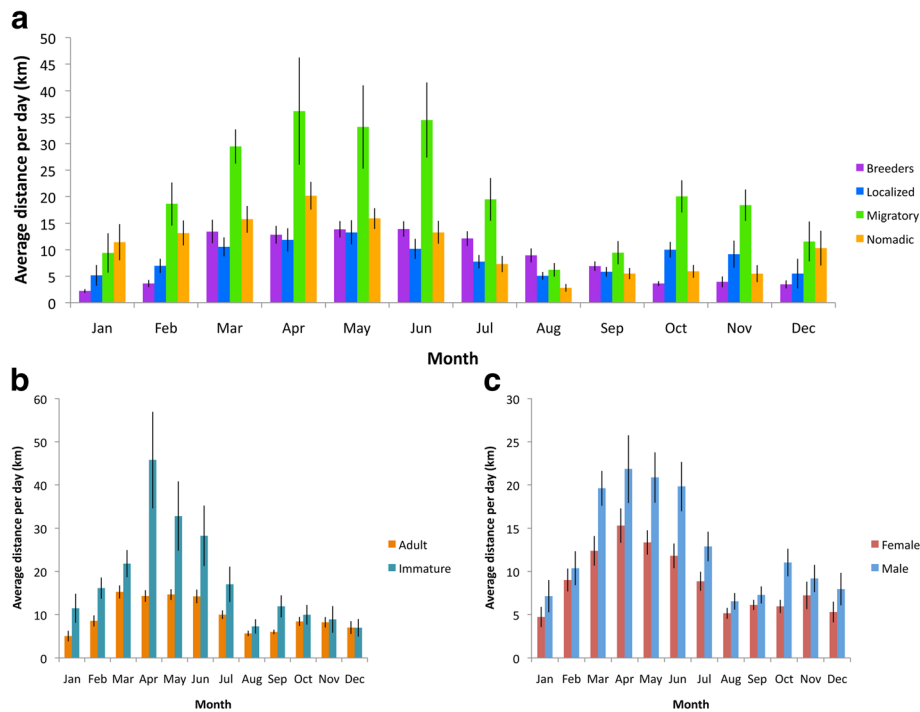 a
Average distance per day (km)
50
45
40
35
30
25
20
15
10
5
0
Jan Feb Mar Apr May Jun Jul Aug Sep Oct Nov Dec
Month
Breeders
Localized
Migratory
Nomadic
b
Average distance per day (km)
60
50
40
30
20
10
0
Jan Feb Mar Apr May Jun Jul Aug Sep Oct Nov Dec
Month
Adult
Immature
c
Average distance per day (km)
30
25
20
15
10
5
0
Jan Feb Mar Apr May Jun Jul Aug Sep Oct Nov Dec
Month
Female
Male